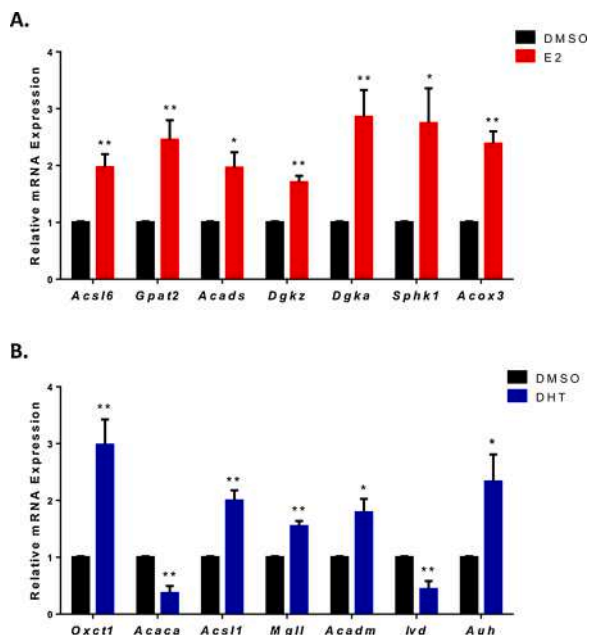 A.
DMSO
E2
Relative mRNA Expression
4
3
2
1
0
** ** * ** ** * **
Acsl6 Gpat2 Acads Dgkz Dgka Sphk1 Acox3
B.
DMSO
DHT
Relative mRNA Expression
4
3
2
1
0
** ** ** ** * ** *
Oxct1 Acaca Acsl1 Mgll Acadm Ivd Auh